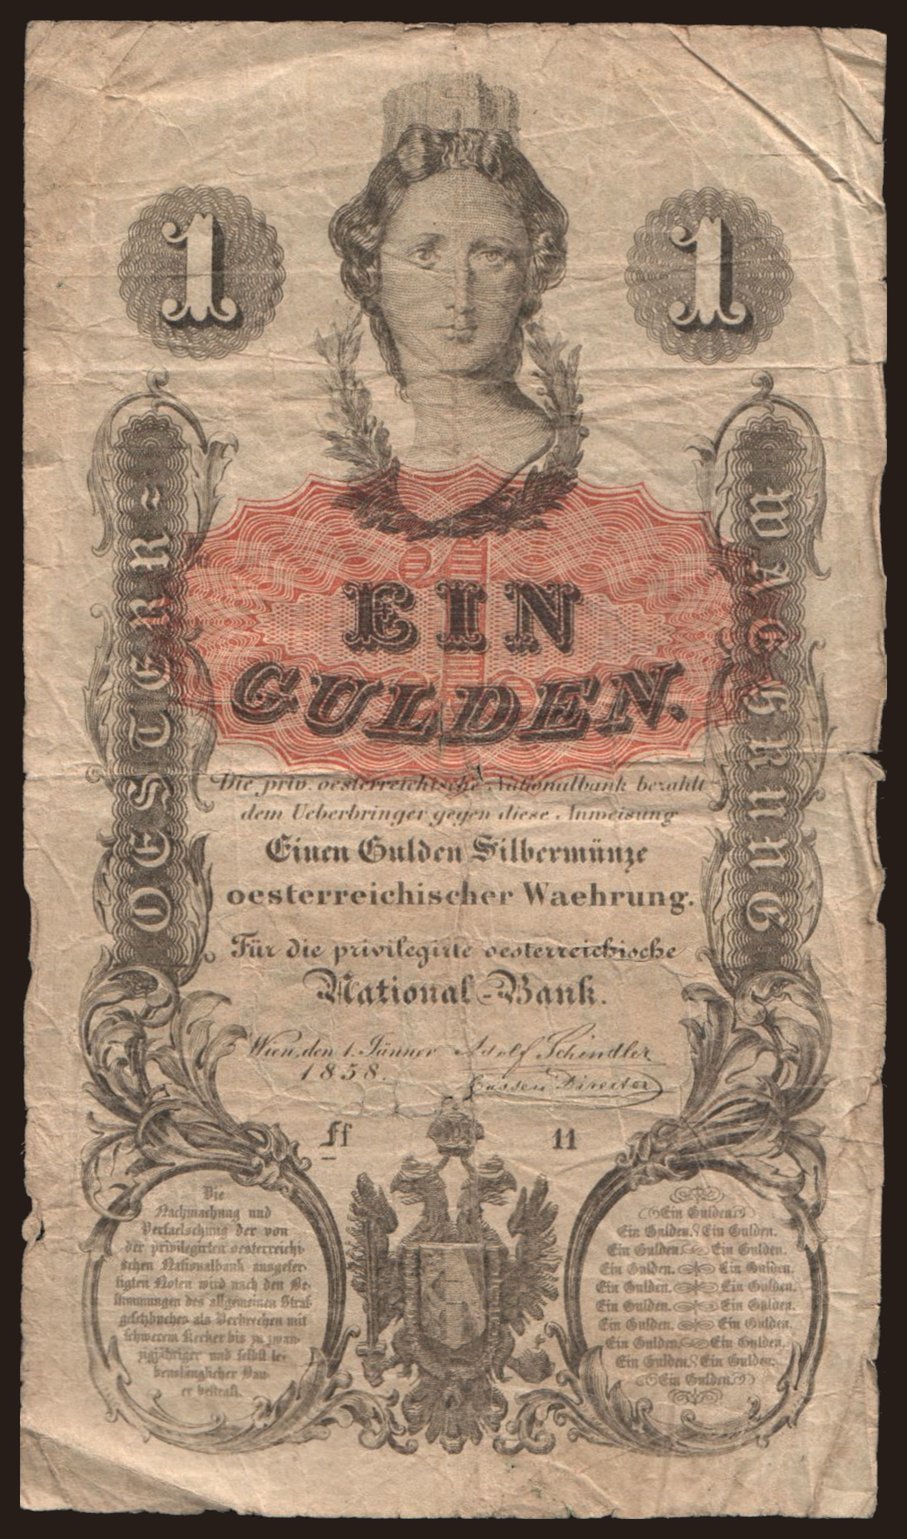 1 1
OESTERR:
WAEHRUNG
1
EIN
GULDEN.
Die priv. oesterreichische Nationalbank bezahlt
dem Ueberbringer gegen diese Anweisung
Einen Gulden Silbermünze
oesterreichischer Waehrung.
Für die privilegirte oesterreichische
National-Bank.
Wien, den 1. Jänner Adolf Schindler
1858. Cassen Director
ff 11
Die
Nachmachung und
Verfaelschung der von
der privilegirten oesterreichi-
schen Nationalbank ausgefer-
tigten Noten wird nach den Be-
stimmungen des allgemeinen Straf-
gesetzbuches als Verbrechen mit
schwerem Kerker bis zu zwan-
zigjähriger und selbst le-
benslänglicher Dau-
er bestraft.
Ein Gulden
Ein Gulden. Ein Gulden.
Ein Gulden Ein Gulden.
Ein Gulden. Ein Gulden.
Ein Gulden. Ein Gulden.
Ein Gulden. Ein Gulden.
Ein Gulden. Ein Gulden.
Ein Gulden. Ein Gulden.
Ein Gulden. Ein Gulden.
Ein Gulden.